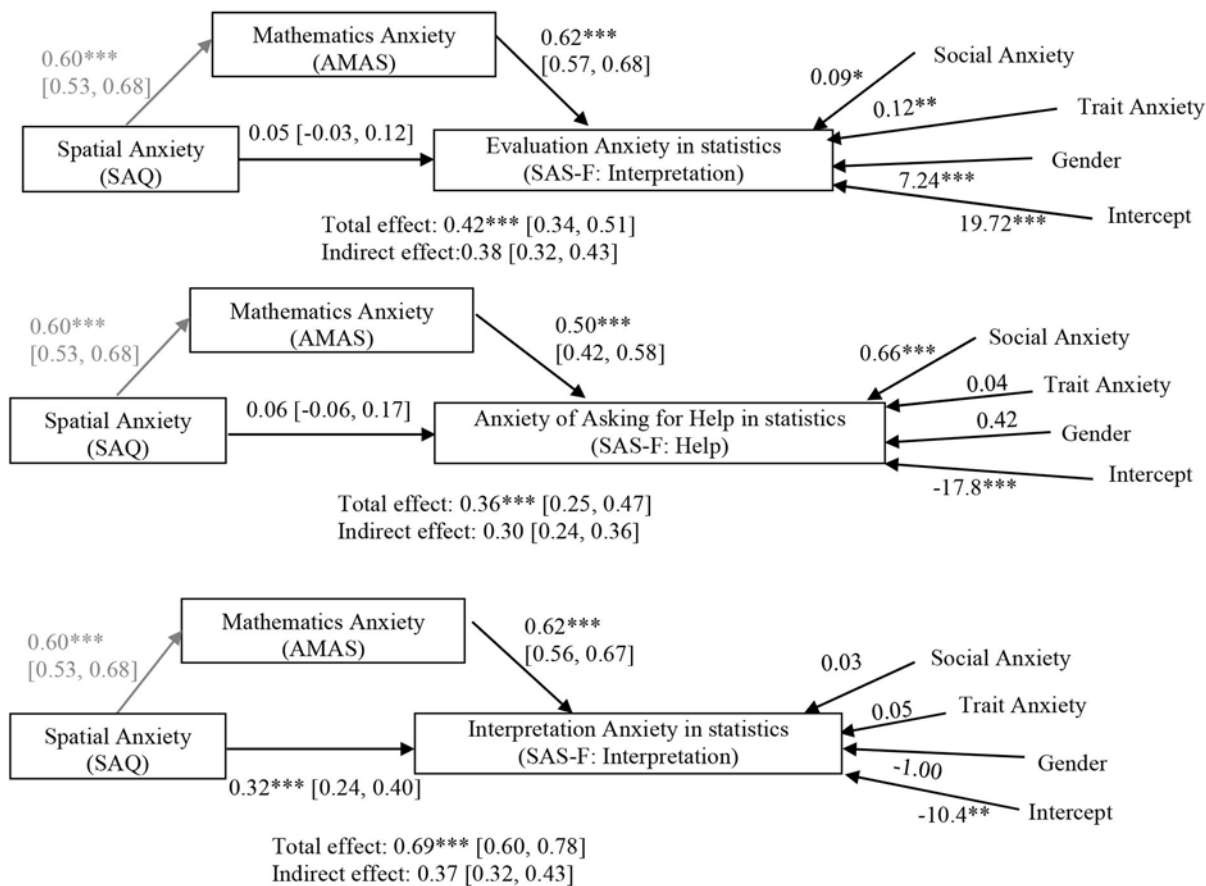 Mathematics Anxiety
(AMAS)
0.60***
[0.53, 0.68]
0.62***
[0.57, 0.68]
Spatial Anxiety
(SAQ)
0.05 [-0.03, 0.12]
Evaluation Anxiety in statistics
(SAS-F: Interpretation)
0.09*
Social Anxiety
0.12**
Trait Anxiety
Gender
7.24***
Intercept
19.72***
Total effect: 0.42*** [0.34, 0.51]
Indirect effect:0.38 [0.32, 0.43]
Mathematics Anxiety
(AMAS)
0.60***
[0.53, 0.68]
0.50***
[0.42, 0.58]
Spatial Anxiety
(SAQ)
0.06 [-0.06, 0.17]
Anxiety of Asking for Help in statistics
(SAS-F: Help)
0.66***
Social Anxiety
0.04
Trait Anxiety
0.42
Gender
Intercept
-17.8***
Total effect: 0.36*** [0.25, 0.47]
Indirect effect: 0.30 [0.24, 0.36]
Mathematics Anxiety
(AMAS)
0.60***
[0.53, 0.68]
0.62***
[0.56, 0.67]
Spatial Anxiety
(SAQ)
0.32*** [0.24, 0.40]
Interpretation Anxiety in statistics
(SAS-F: Interpretation)
0.03
Social Anxiety
0.05
Trait Anxiety
Gender
-1.00
Intercept
-10.4**
Total effect: 0.69*** [0.60, 0.78]
Indirect effect: 0.37 [0.32, 0.43]